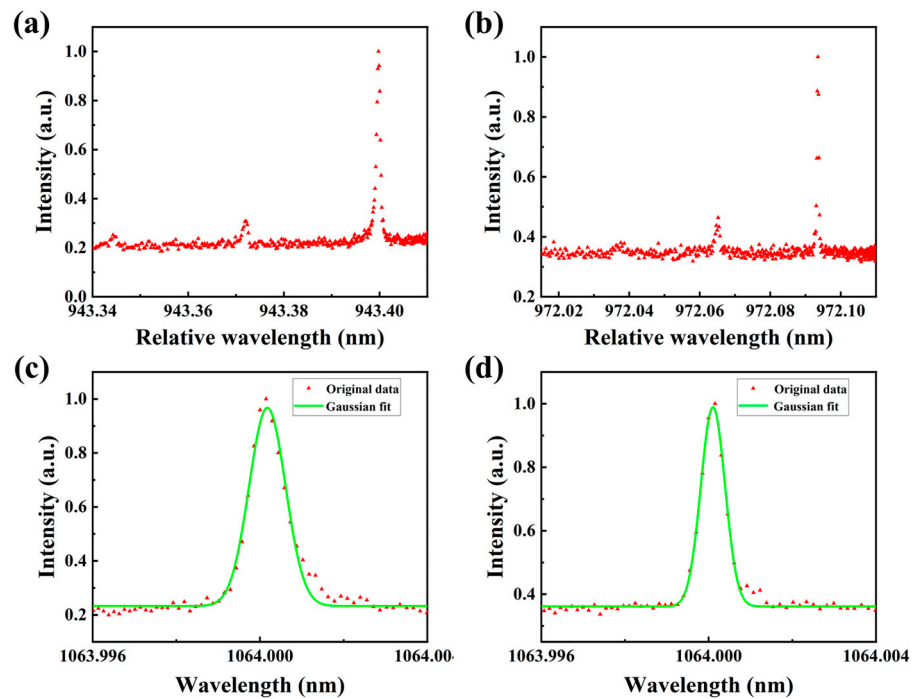 (a)
Intensity (a.u.)
1.0
0.8
0.6
0.4
0.2
0.0
943.34 943.36 943.38 943.40
Relative wavelength (nm)
(b)
Intensity (a.u.)
1.0
0.8
0.6
0.4
0.2
972.02 972.04 972.06 972.08 972.10
Relative wavelength (nm)
(c)
Intensity (a.u.)
1.0
0.8
0.6
0.4
0.2
Original data
Gaussian fit
1063.996 1064.000 1064.00
Wavelength (nm)
(d)
Intensity (a.u.)
1.0
0.8
0.6
0.4
Original data
Gaussian fit
1063.996 1064.000 1064.004
Wavelength (nm)